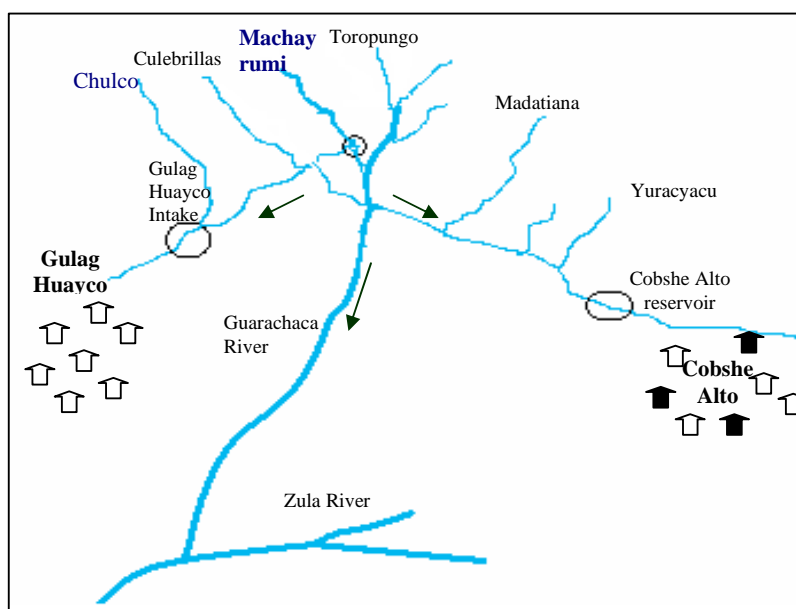 Machay
rumi
Toropungo
Culebrillas
Chulco
Madatiana
Gulag
Huayco
Intake
Yuracyacu
Gulag
Huayco
Cobshe Alto
reservoir
Guarachaca
River
Cobshe
Alto
Zula River